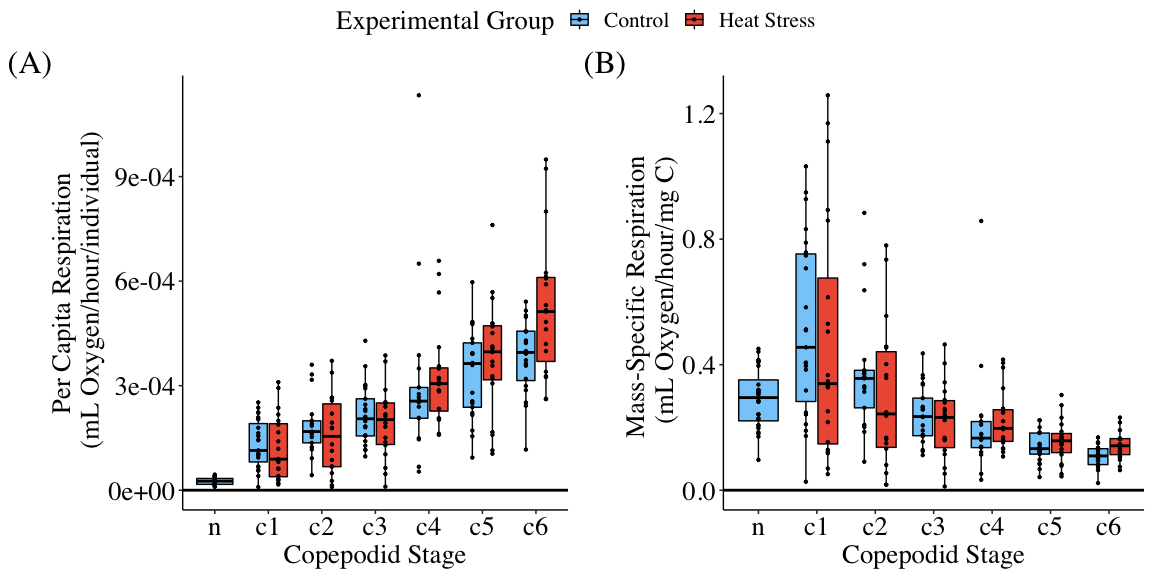 Experimental Group Control Heat Stress
(A)
Per Capita Respiration
(mL Oxygen/hour/individual)
9e-04
6e-04
3e-04
0e+00
n c1 c2 c3 c4 c5 c6
Copepodid Stage
(B)
Mass-Specific Respiration
(mL Oxygen/hour/mg C)
1.2
0.8
0.4
0.0
n c1 c2 c3 c4 c5 c6
Copepodid Stage